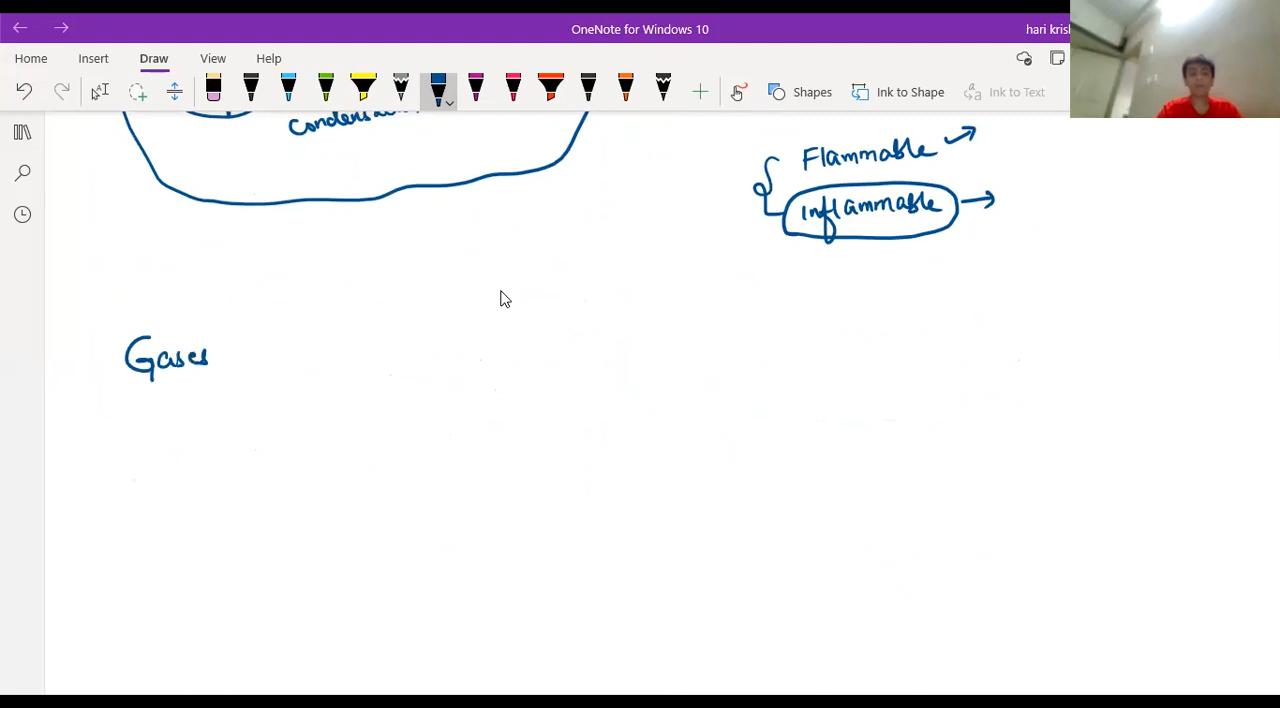 OneNote for Windows 10
hari krish
Home Insert Draw View Help
Shapes Ink to Shape Ink to Text
Flammable
Inflammable
Gases